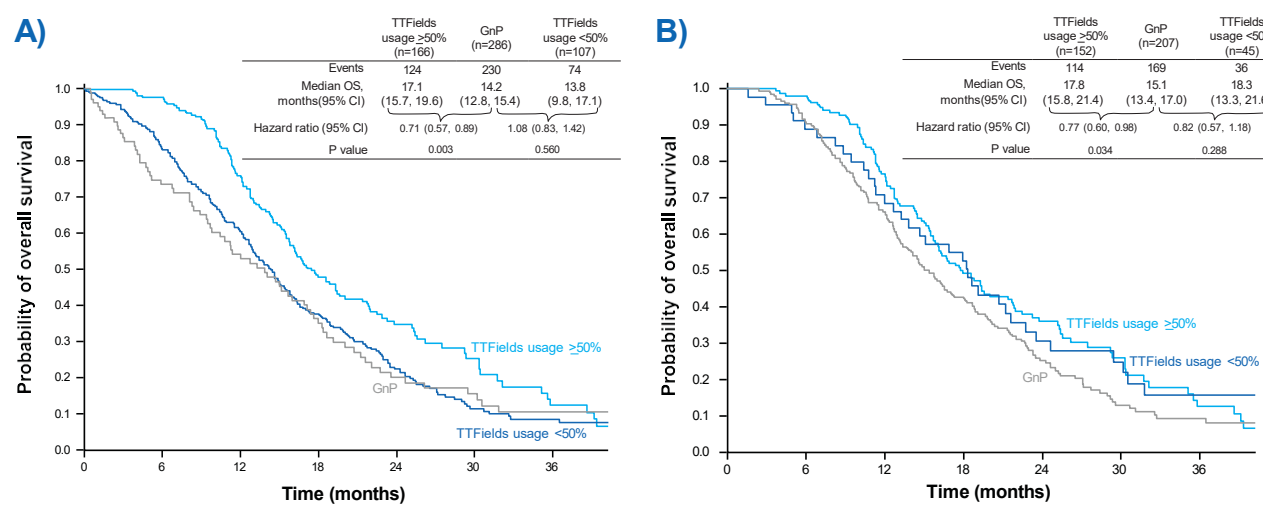 A)
TTFields usage ≥50% (n=166) GnP (n=286) TTFields usage <50% (n=107)
Events 124 230 74
Median OS, months(95% CI) 17.1 (15.7, 19.6) 14.2 (12.8, 15.4) 13.8 (9.8, 17.1)
Hazard ratio (95% CI) 0.71 (0.57, 0.89) 1.08 (0.83, 1.42)
P value 0.003 0.560
Probability of overall survival
1.0
0.9
0.8
0.7
0.6
0.5
0.4
0.3
0.2
0.1
0.0
TTFields usage ≥50%
GnP
TTFields usage <50%
0 6 12 18 24 30 36
Time (months)
B)
TTFields usage ≥50% (n=152) GnP (n=207) TTFields usage <50% (n=45)
Events 114 169 36
Median OS, months(95% CI) 17.8 (15.8, 21.4) 15.1 (13.4, 17.0) 18.3 (13.3, 21.6
Hazard ratio (95% CI) 0.77 (0.60, 0.98) 0.82 (0.57, 1.18)
P value 0.034 0.288
Probability of overall survival
1.0
0.9
0.8
0.7
0.6
0.5
0.4
0.3
0.2
0.1
0.0
TTFields usage ≥50%
TTFields usage <50%
GnP
0 6 12 18 24 30 36
Time (months)